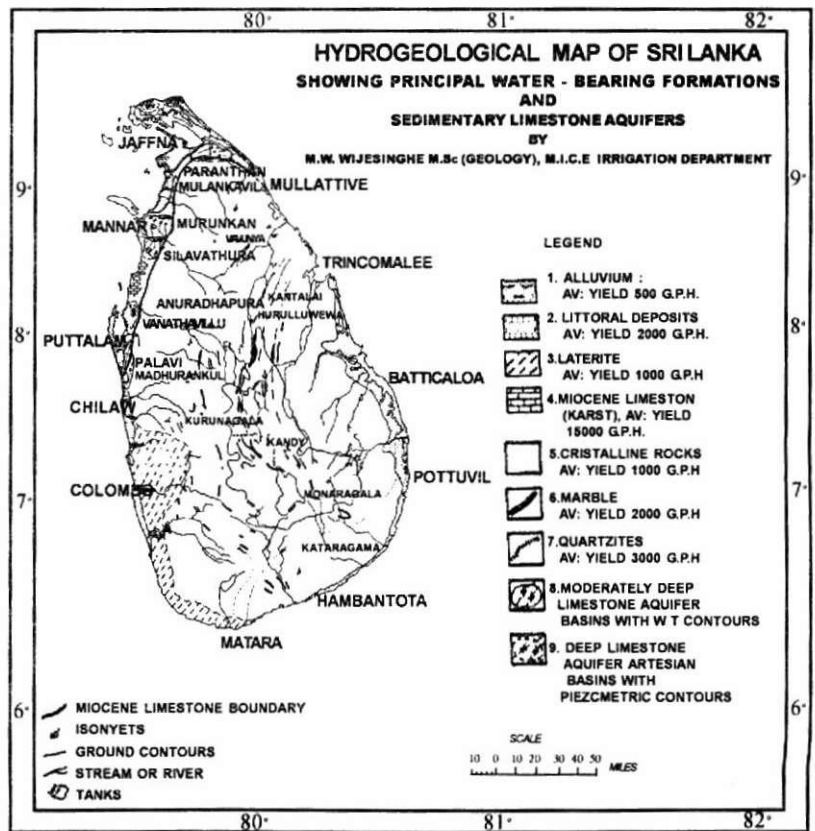 80° 81° 82°
HYDROGEOLOGICAL MAP OF SRI LANKA
SHOWING PRINCIPAL WATER - BEARING FORMATIONS
AND
SEDIMENTARY LIMESTONE AQUIFERS
BY
M.W. WIJESINGHE M.Sc (GEOLOGY), M.I.C.E IRRIGATION DEPARTMENT
JAFFNA
PARANTHAN
9° 9°
MULANKAVIL MULLATTIVE
MANNAR MURUNKAN
SILAVATHURA
TRINCOMALEE
ANURADHAPURA KANTALAI
HURULLUWEWA
VANATHAVILLU
8° 8°
PUTTALAM
PALAVI
MADHURANKUL
BATTICALOA
CHILAW
KURUNAGALA
KANDY
POTTUVIL
COLOMBO
7° 7°
MONARAGALA
KATARAGAMA
HAMBANTOTA
MATARA
6° 6°
LEGEND
1. ALLUVIUM :
AV: YIELD 500 G.P.H.
2. LITTORAL DEPOSITS
AV: YIELD 2000 G.P.H.
3. LATERITE
AV: YIELD 1000 G.P.H
4.MIOCENE LIMESTON
(KARST), AV: YIELD
15000 G.P.H.
5.CRISTALLINE ROCKS
AV: YIELD 1000 G.P.H
6.MARBLE
AV: YIELD 2000 G.P.H
7.QUARTZITES
AV: YIELD 3000 G.P.H
8.MODERATELY DEEP
LIMESTONE AQUIFER
BASINS WITH W T CONTOURS
9. DEEP LIMESTONE
AQUIFER ARTESIAN
BASINS WITH
PIEZCMETRIC CONTOURS
MIOCENE LIMESTONE BOUNDARY
ISONYETS
GROUND CONTOURS
STREAM OR RIVER
TANKS
SCALE
10 0 10 20 30 40 50
MILES
80° 81° 82°